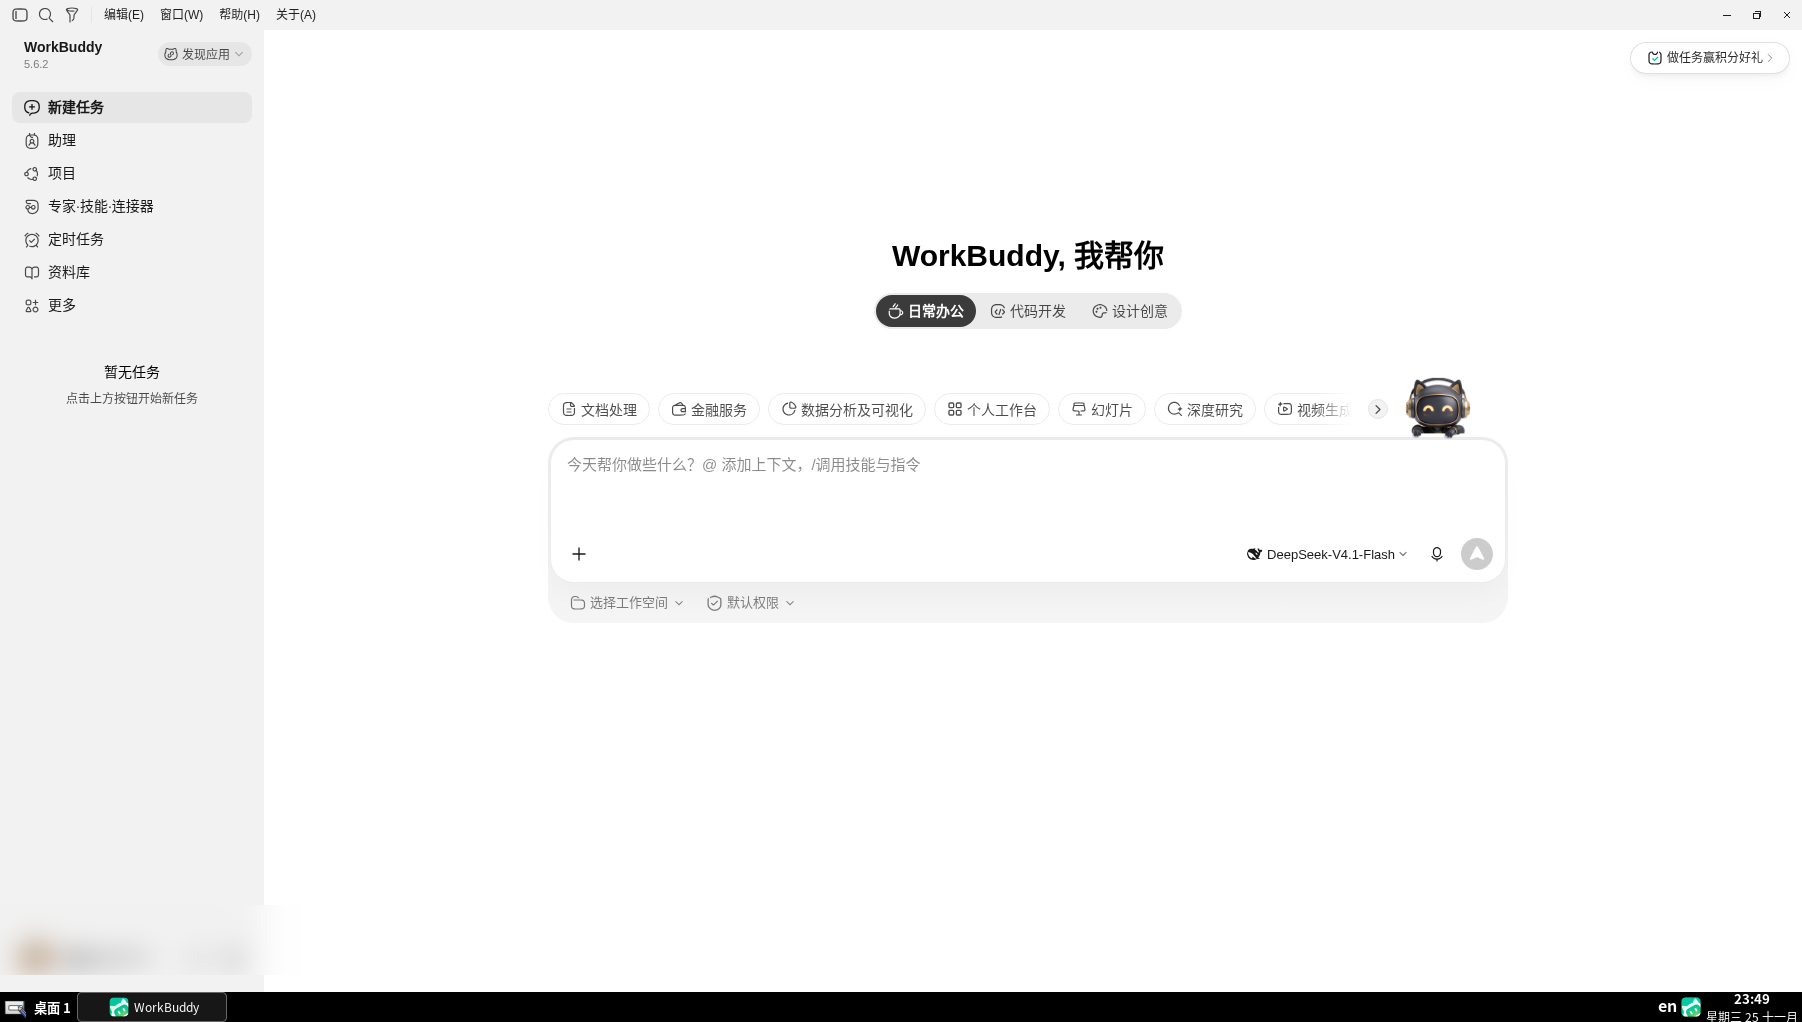 编辑(E) 窗口(W) 帮助(H) 关于(A)
WorkBuddy
5.6.2
发现应用
新建任务
助理
项目
专家·技能·连接器
定时任务
资料库
更多
暂无任务
点击上方按钮开始新任务
做任务赢积分好礼
WorkBuddy, 我帮你
日常办公 代码开发 设计创意
文档处理 金融服务 数据分析及可视化 个人工作台 幻灯片 深度研究 视频生成
今天帮你做些什么？@ 添加上下文，/调用技能与指令
DeepSeek-V4.1-Flash
选择工作空间 默认权限
桌面 1 WorkBuddy
en
23:49
星期三 25 十一月